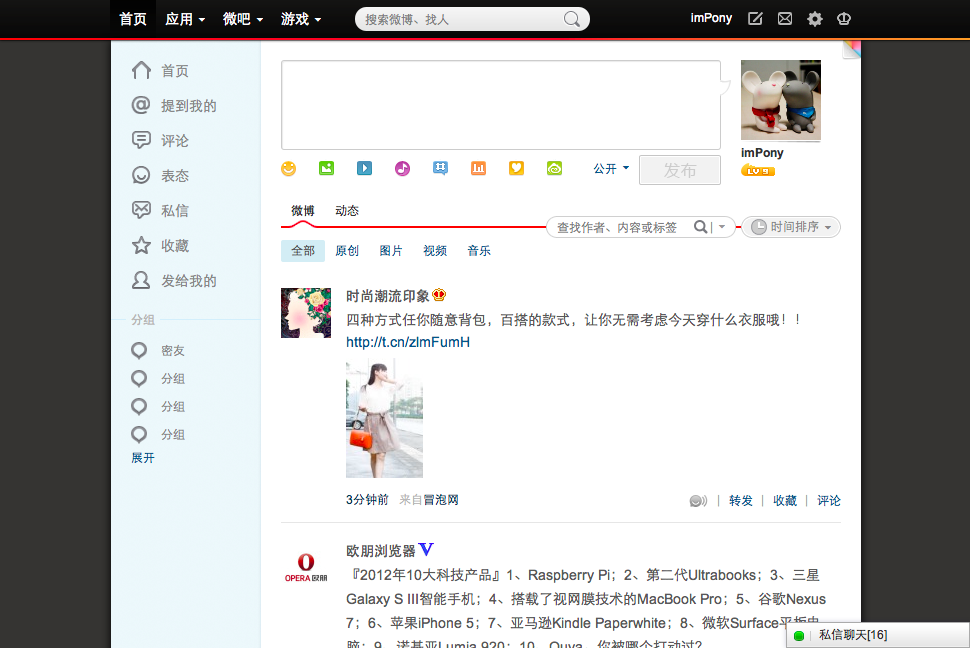 首页 应用 微吧 游戏 搜索微博、找人 imPony
首页
提到我的
评论
表态
私信
收藏
发给我的
分组
密友
分组
分组
分组
展开
公开 发布
imPony
LV 9
微博 动态
查找作者、内容或标签 时间排序
全部 原创 图片 视频 音乐
时尚潮流印象
四种方式任你随意背包，百搭的款式，让你无需考虑今天穿什么衣服哦！！
http://t.cn/zlmFumH
3分钟前 来自冒泡网 | 转发 | 收藏 | 评论
OPERA 欧朋
欧朋浏览器
『2012年10大科技产品』1、Raspberry Pi；2、第二代Ultrabooks；3、三星
Galaxy S III智能手机；4、搭载了视网膜技术的MacBook Pro；5、谷歌Nexus
7；6、苹果iPhone 5；7、亚马逊Kindle Paperwhite；8、微软Surface平板电
脑；9、诺基亚Lumia 920；10、Ouya。你被哪个打动过？
私信聊天[16]